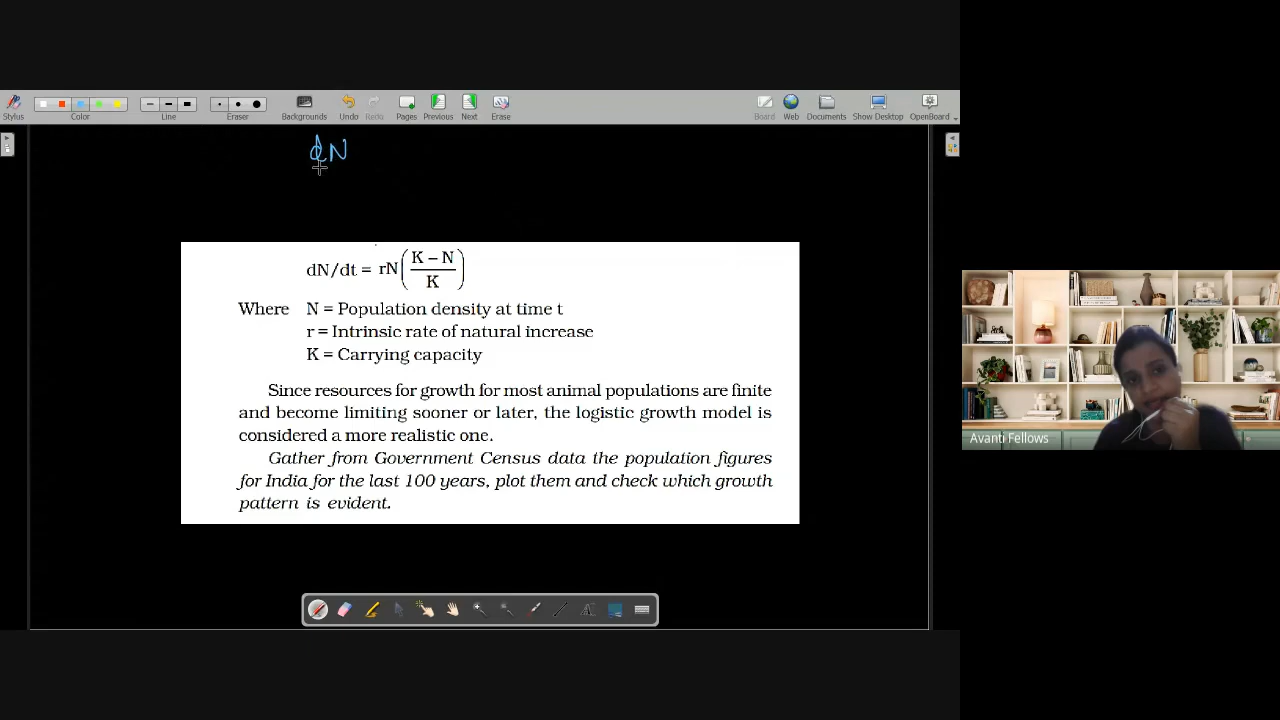 Stylus
Color
Line
Eraser
Backgrounds
Undo
Redo
Pages
Previous
Next
Erase
Board
Web
Documents
Show Desktop
OpenBoard
dN
dN/dt = rN ( K – N / K )
Where N = Population density at time t
r = Intrinsic rate of natural increase
K = Carrying capacity
Since resources for growth for most animal populations are finite
and become limiting sooner or later, the logistic growth model is
considered a more realistic one.
Gather from Government Census data the population figures
for India for the last 100 years, plot them and check which growth
pattern is evident.
Avanti Fellows